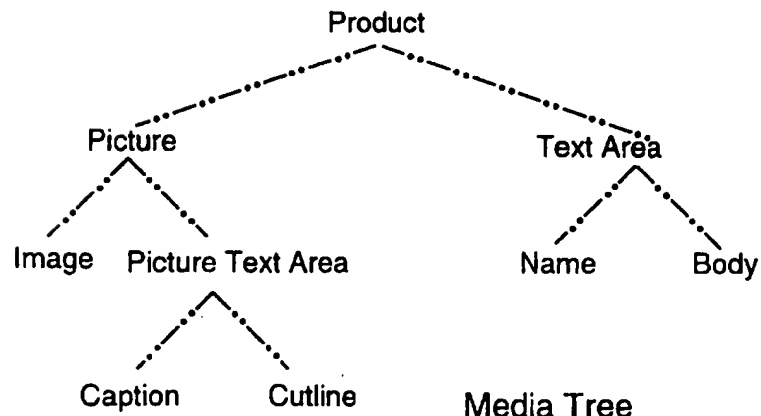 Product
Picture
Text Area
Image
Picture Text Area
Name
Body
Caption
Cutline
Media Tree